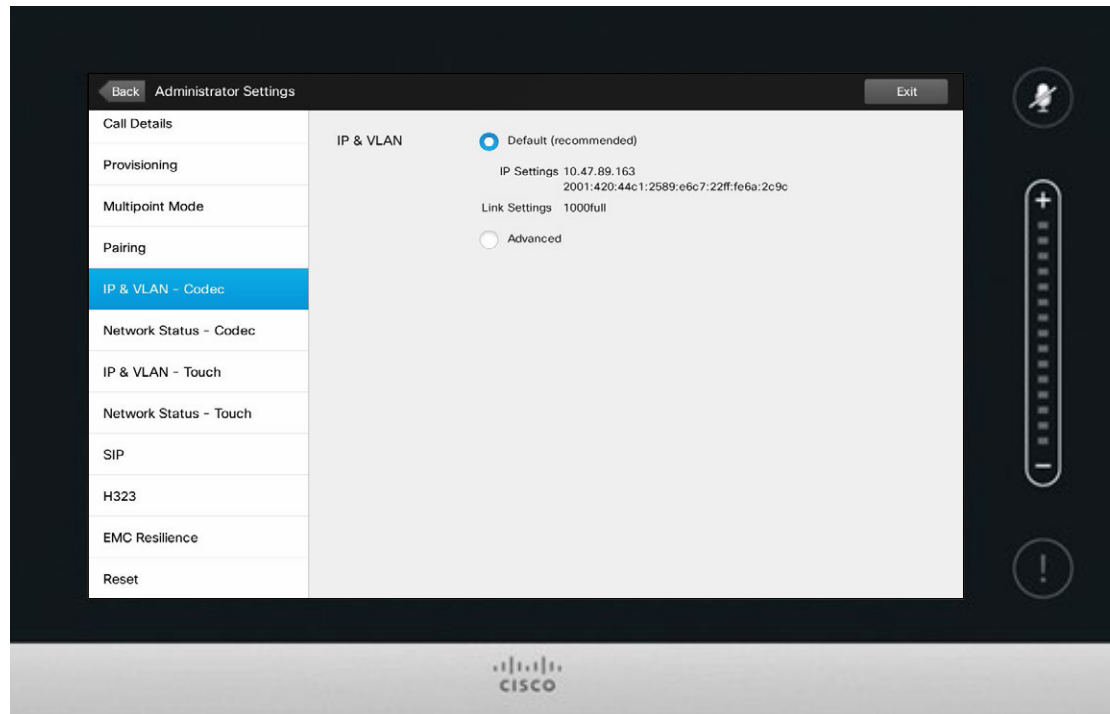 Back Administrator Settings Exit
Call Details
Provisioning
Multipoint Mode
Pairing
IP & VLAN - Codec
Network Status - Codec
IP & VLAN - Touch
Network Status - Touch
SIP
H323
EMC Resilience
Reset
IP & VLAN
Default (recommended)
IP Settings 10.47.89.163
2001:420:44c1:2589:e6c7:22ff:fe6a:2c9c
Link Settings 1000full
Advanced
+
−
!
CISCO